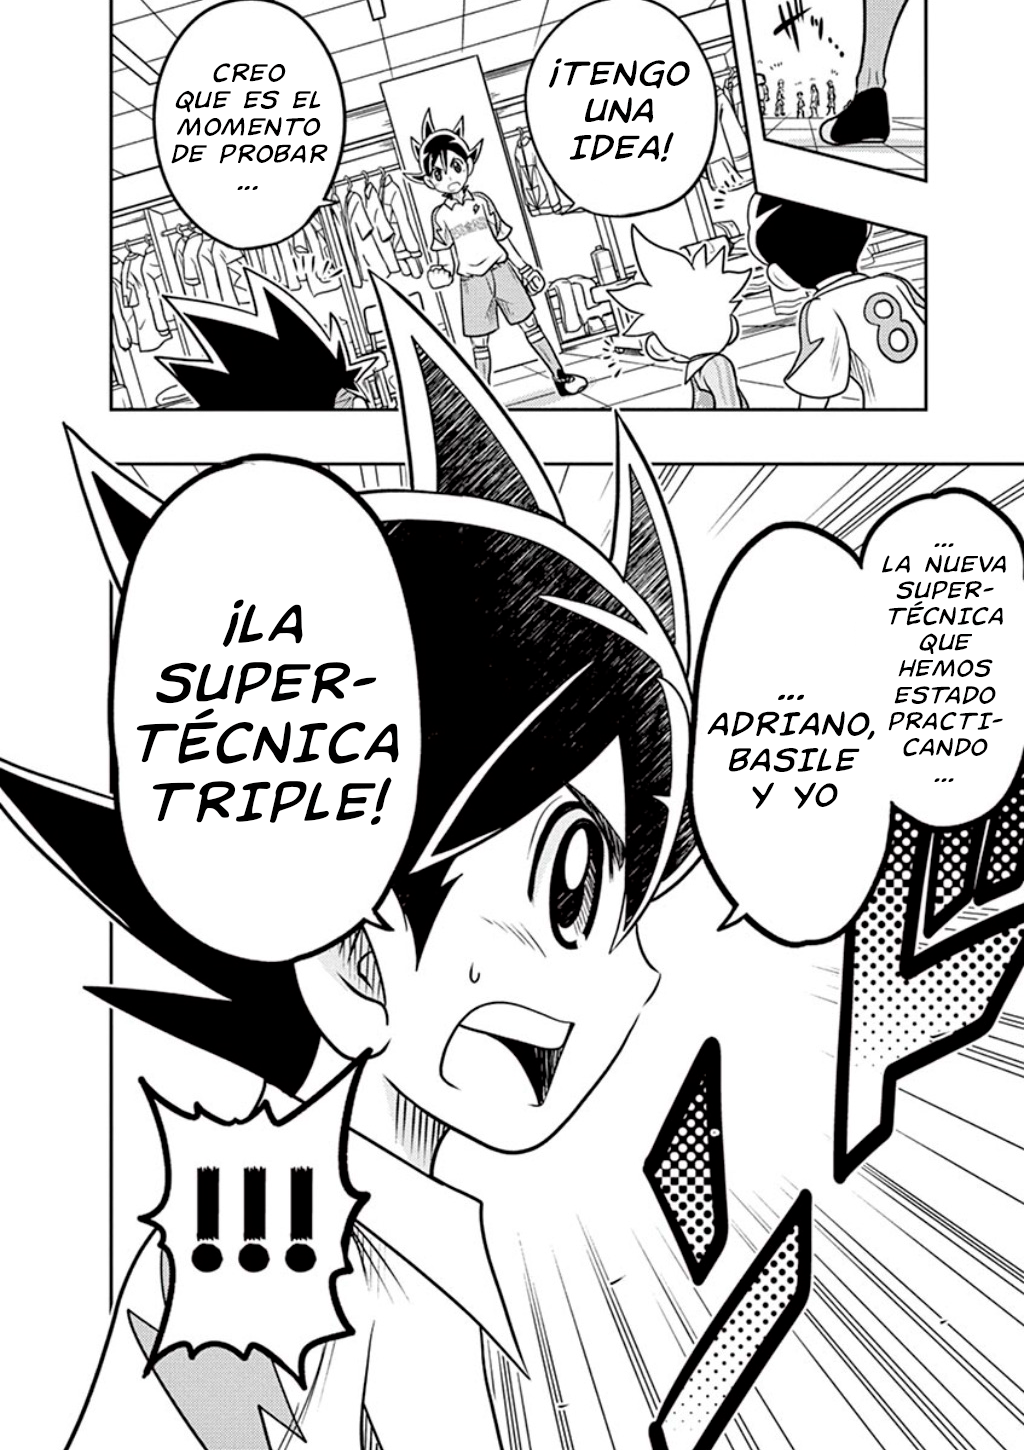 ¡TENGO
UNA
IDEA!
CREO
QUE ES EL
MOMENTO
DE PROBAR
...
8
...
LA NUEVA
SUPER-
TÉCNICA
QUE
HEMOS
ESTADO
PRACTI-
CANDO
...
...
ADRIANO,
BASILE
Y YO
¡LA
SUPER-
TÉCNICA
TRIPLE!
!!!